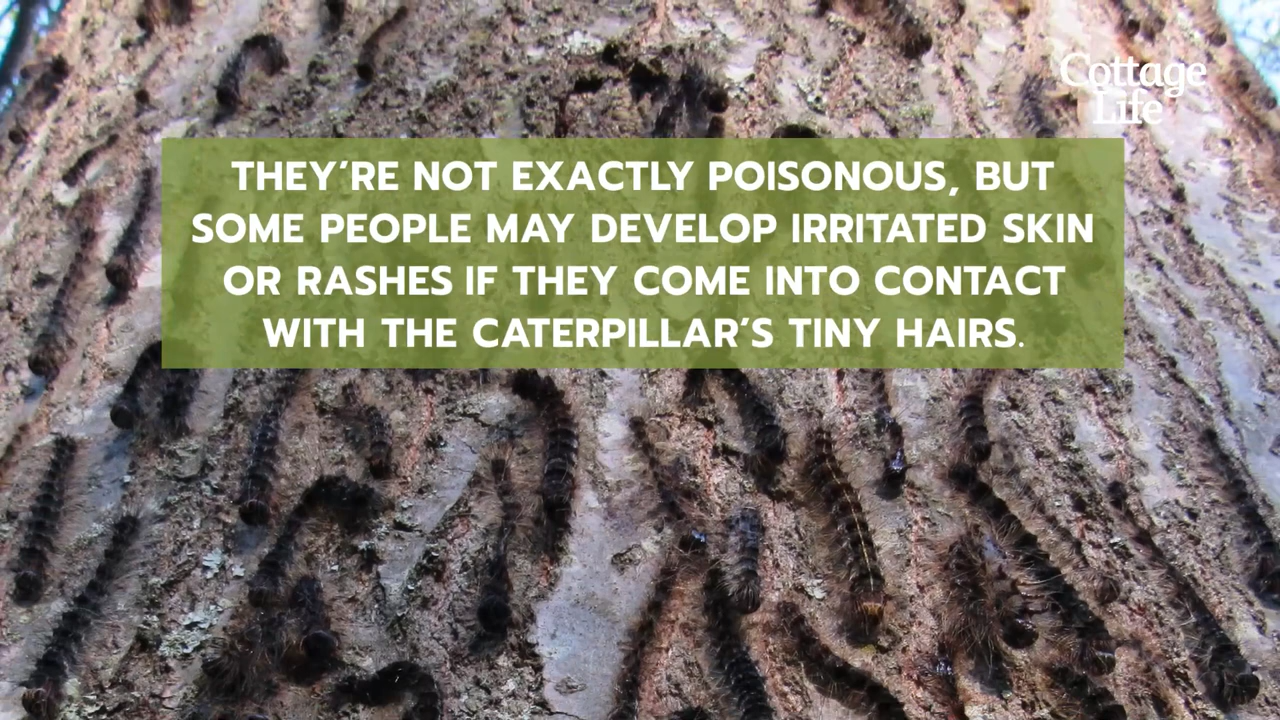 Cottage
Life
THEY'RE NOT EXACTLY POISONOUS, BUT
SOME PEOPLE MAY DEVELOP IRRITATED SKIN
OR RASHES IF THEY COME INTO CONTACT
WITH THE CATERPILLAR'S TINY HAIRS.